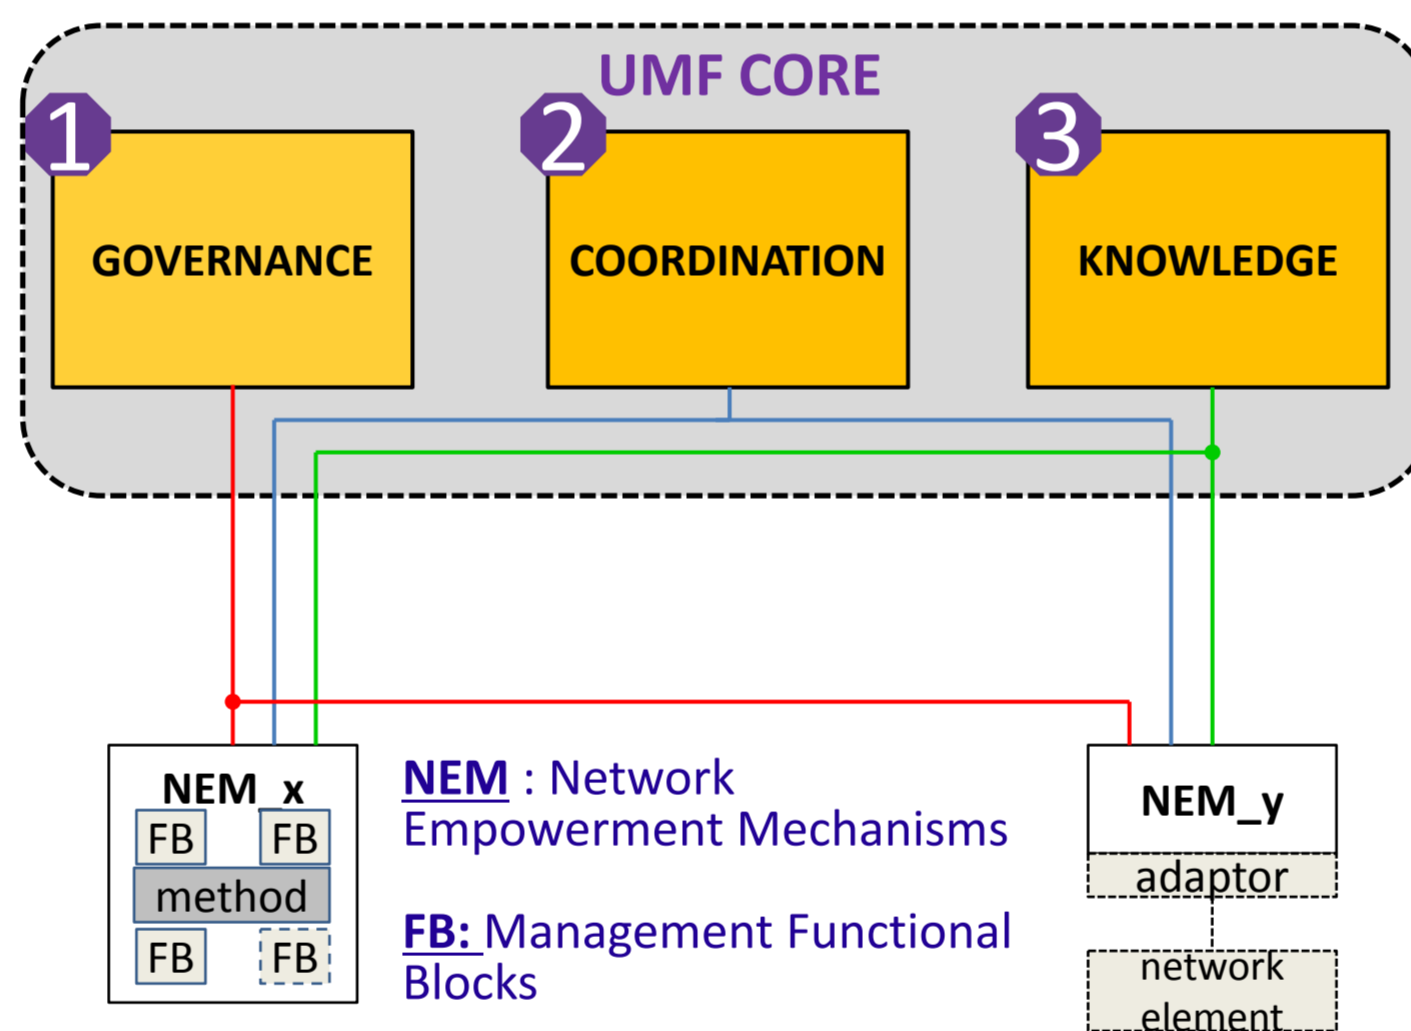 UMF CORE
1
2
3
GOVERNANCE
COORDINATION
KNOWLEDGE
NEM_x
FB
FB
method
FB
FB
NEM : Network
Empowerment Mechanisms
FB: Management Functional
Blocks
NEM_y
adaptor
network
element